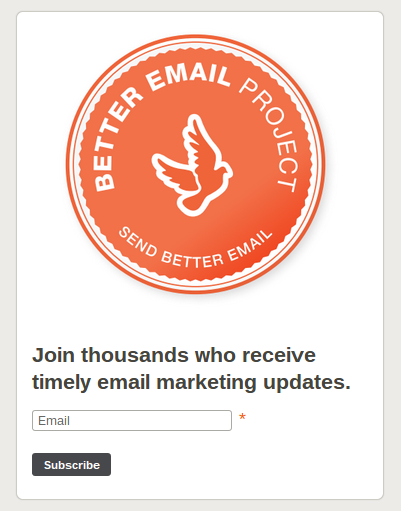 BETTER EMAIL PROJECT
SEND BETTER EMAIL
Join thousands who receive
timely email marketing updates.
Email *
Subscribe